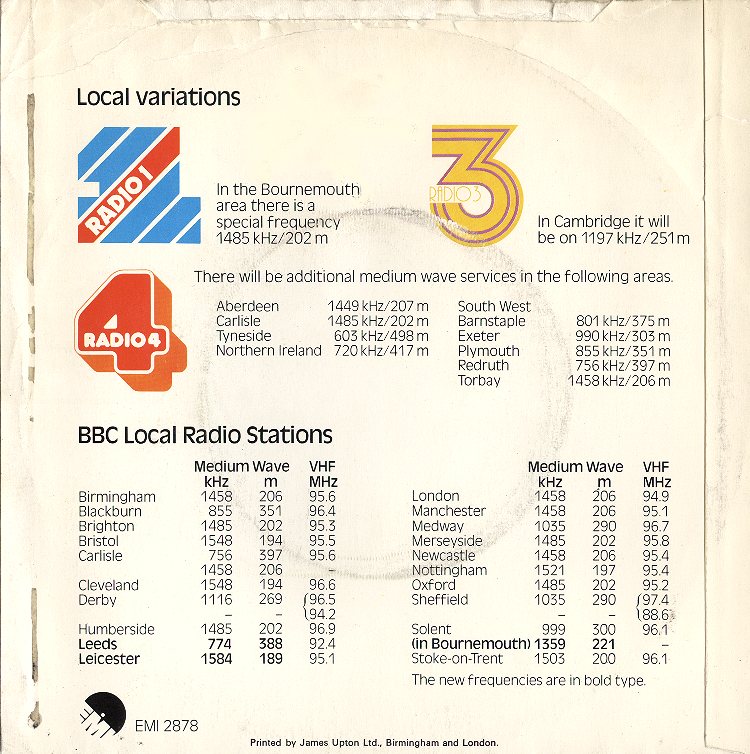 Local variations
RADIO 1
In the Bournemouth
area there is a
special frequency
1485 kHz/202 m
RADIO 3
In Cambridge it will
be on 1197 kHz/251 m
There will be additional medium wave services in the following areas.
RADIO 4
Aberdeen 1449 kHz/207 m
Carlisle 1485 kHz/202 m
Tyneside 603 kHz/498 m
Northern Ireland 720 kHz/417 m
South West
Barnstaple 801 kHz/375 m
Exeter 990 kHz/303 m
Plymouth 855 kHz/351 m
Redruth 756 kHz/397 m
Torbay 1458 kHz/206 m
BBC Local Radio Stations
Medium Wave VHF
kHz m MHz
Birmingham 1458 206 95.6
Blackburn 855 351 96.4
Brighton 1485 202 95.3
Bristol 1548 194 95.5
Carlisle 756 397 95.6
1458 206 –
Cleveland 1548 194 96.6
Derby 1116 269 {96.5
– – 94.2
Humberside 1485 202 96.9
Leeds 774 388 92.4
Leicester 1584 189 95.1
Medium Wave VHF
kHz m MHz
London 1458 206 94.9
Manchester 1458 206 95.1
Medway 1035 290 96.7
Merseyside 1485 202 95.8
Newcastle 1458 206 95.4
Nottingham 1521 197 95.4
Oxford 1485 202 95.2
Sheffield 1035 290 {97.4
– – 88.6
Solent 999 300 96.1
(in Bournemouth) 1359 221 –
Stoke-on-Trent 1503 200 96.1
The new frequencies are in bold type.
EMI
EMI 2878
Printed by James Upton Ltd., Birmingham and London.